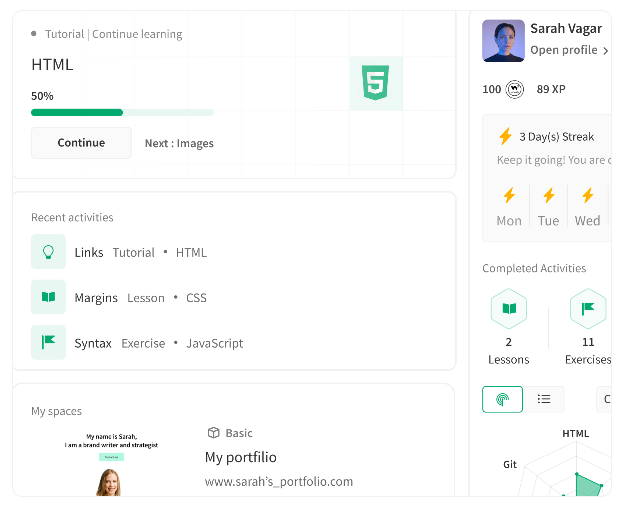 Tutorial | Continue learning
HTML
50%
Continue
Next : Images
Recent activities
Links Tutorial • HTML
Margins Lesson • CSS
Syntax Exercise • JavaScript
My spaces
My name is Sarah,
I am a brand writer and strategist
Basic
My portfilio
www.sarah's_portfolio.com
Sarah Vagar
Open profile
100
89 XP
3 Day(s) Streak
Keep it going! You are
Mon Tue Wed
Completed Activities
2
Lessons
11
Exercises
HTML
Git